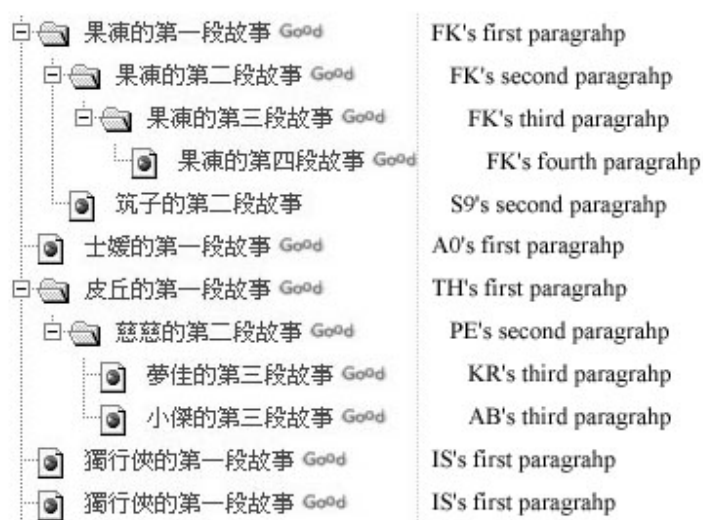 果凍的第一段故事 Good FK's first paragrahp
果凍的第二段故事 Good FK's second paragrahp
果凍的第三段故事 Good FK's third paragrahp
果凍的第四段故事 Good FK's fourth paragrahp
筑子的第二段故事 S9's second paragrahp
士媛的第一段故事 Good A0's first paragrahp
皮丘的第一段故事 Good TH's first paragrahp
慈慈的第二段故事 Good PE's second paragrahp
夢佳的第三段故事 Good KR's third paragrahp
小傑的第三段故事 Good AB's third paragrahp
獨行俠的第一段故事 Good IS's first paragrahp
獨行俠的第一段故事 Good IS's first paragrahp